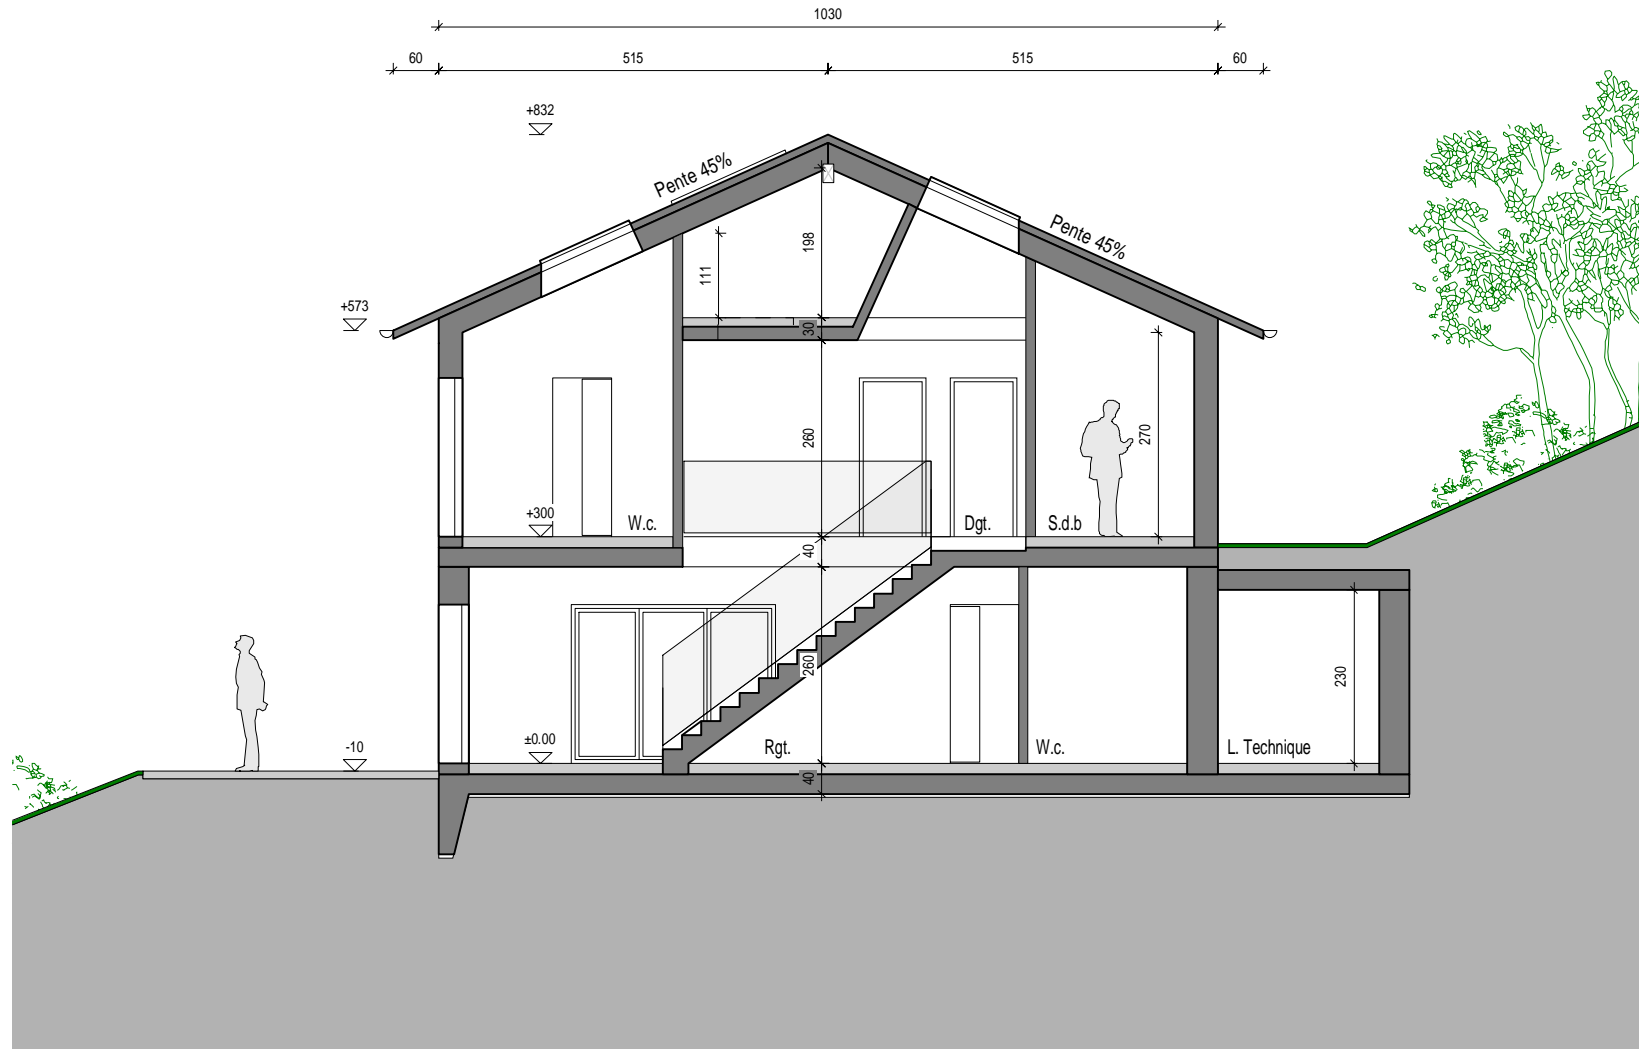 1030
60
515
515
60
+832
Pente 45%
Pente 45%
198
111
+573
30
260
270
+300
W.c.
Dgt.
S.d.b
40
260
230
-10
±0.00
Rgt.
W.c.
L. Technique
40